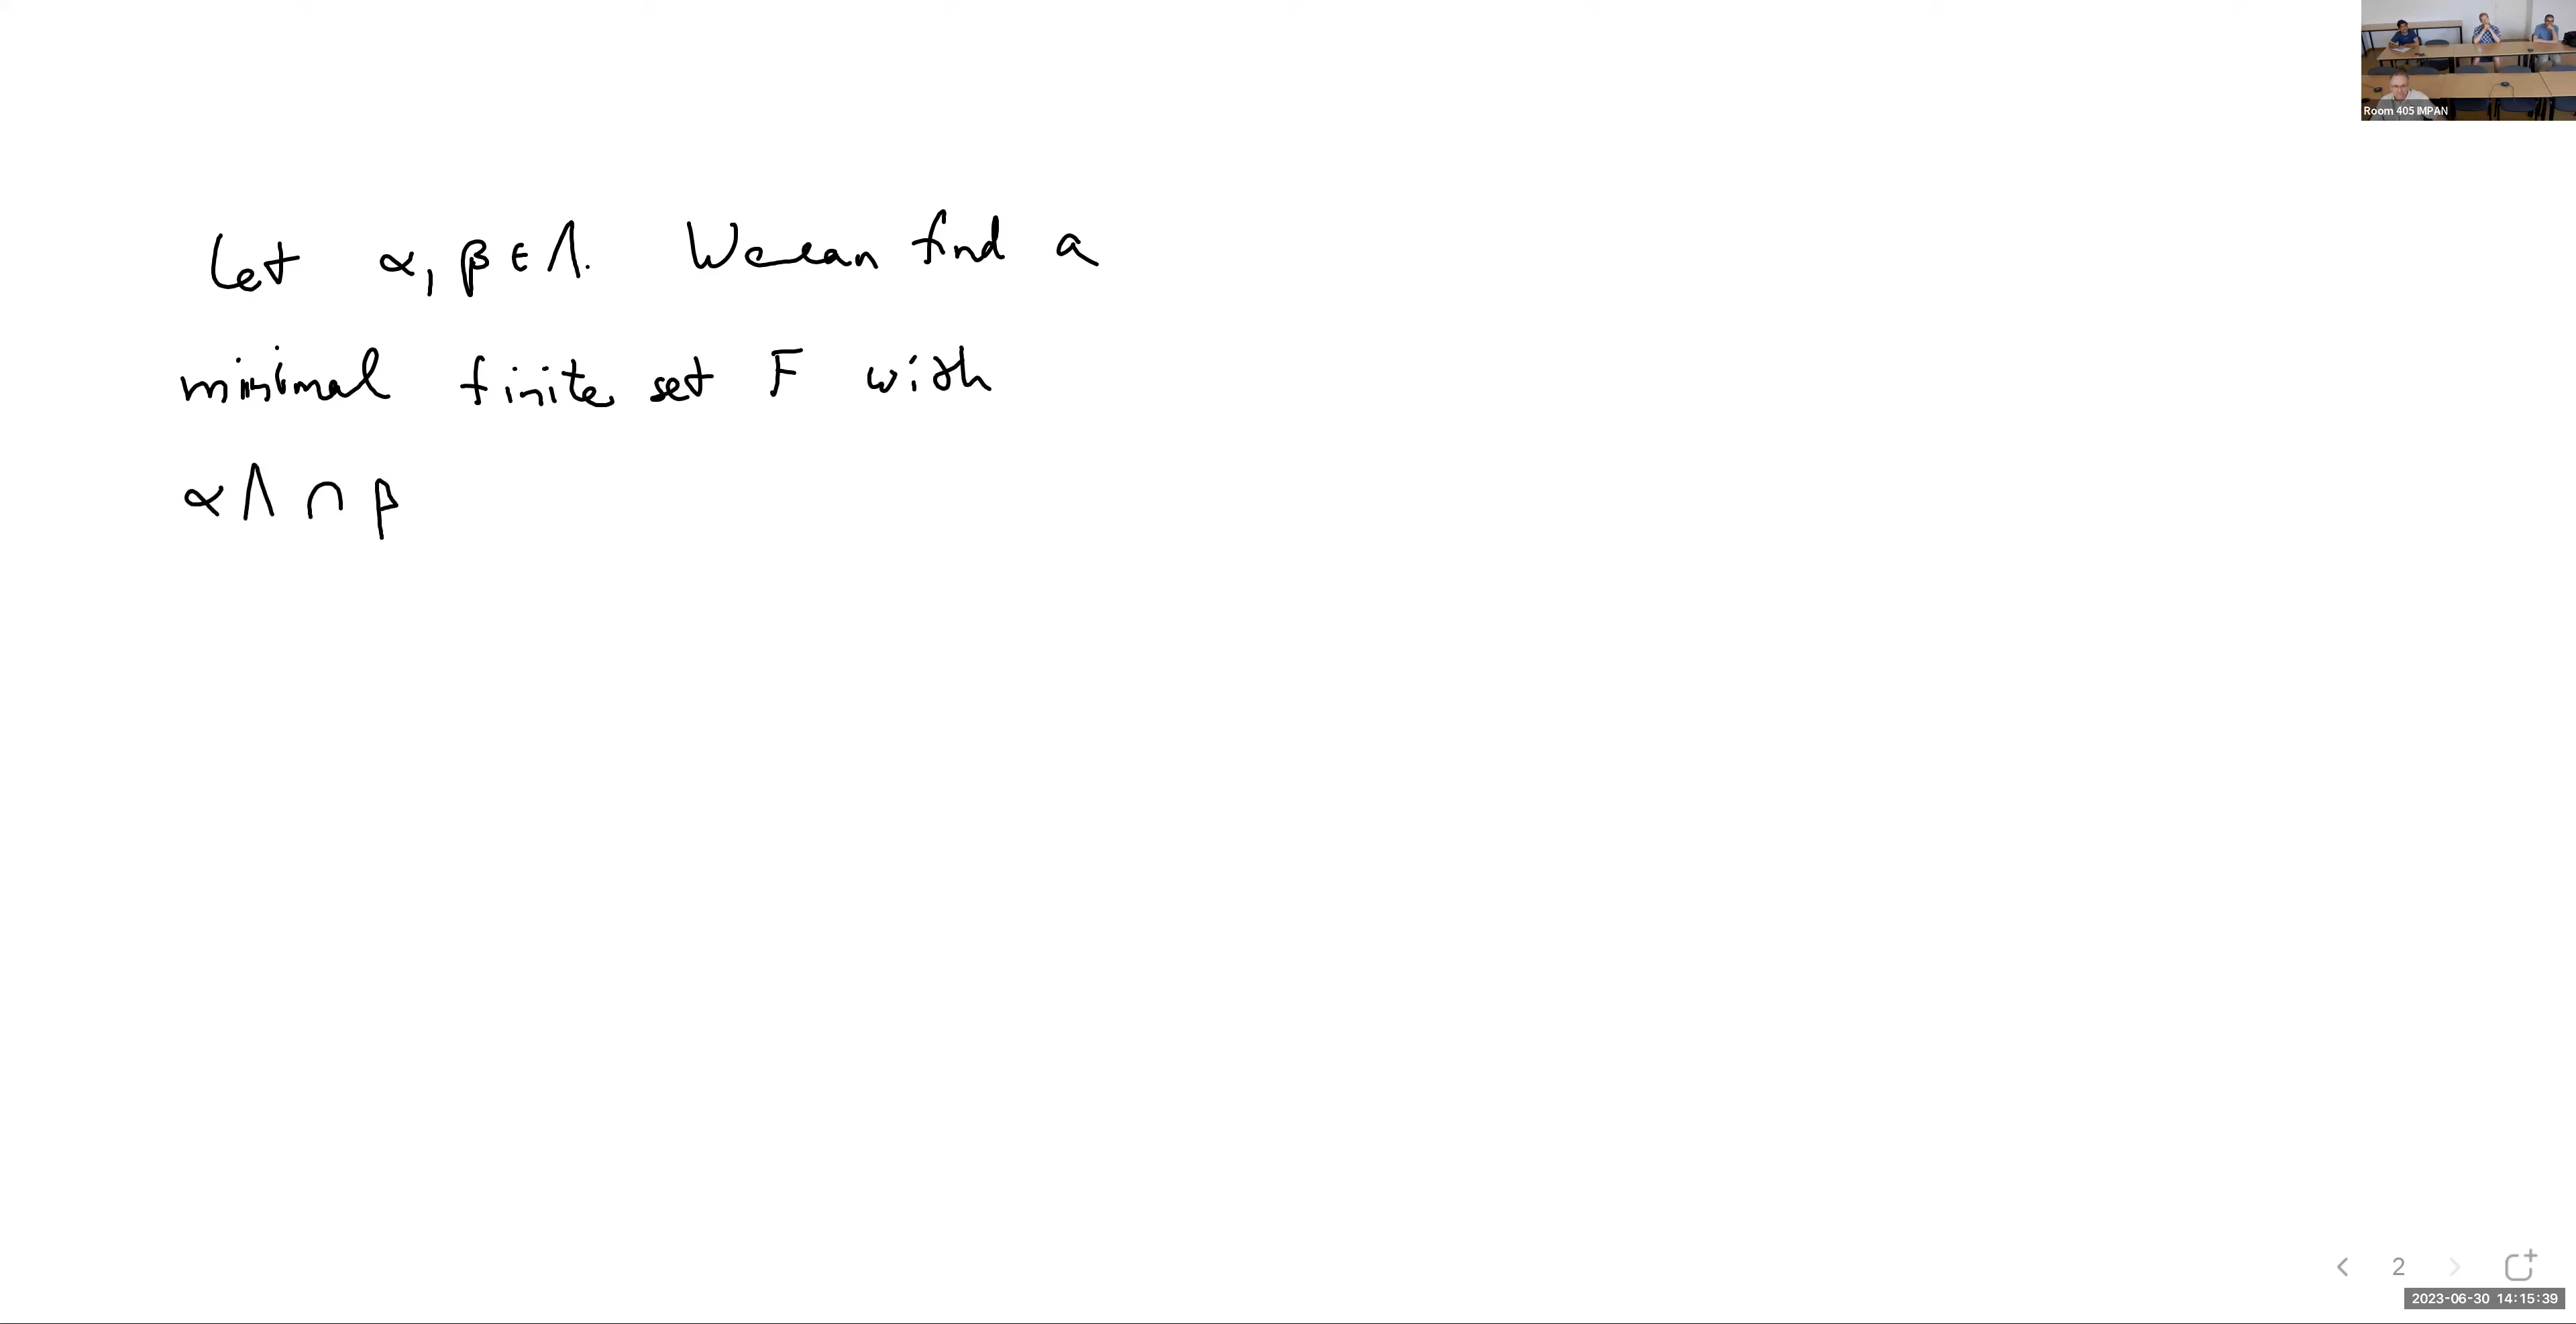 Room 405 IMPAN
Let α, β ∈ Λ. We can find a
minimal finite set F with
αΛ ∩ β
2
2023-06-30 14:15:39